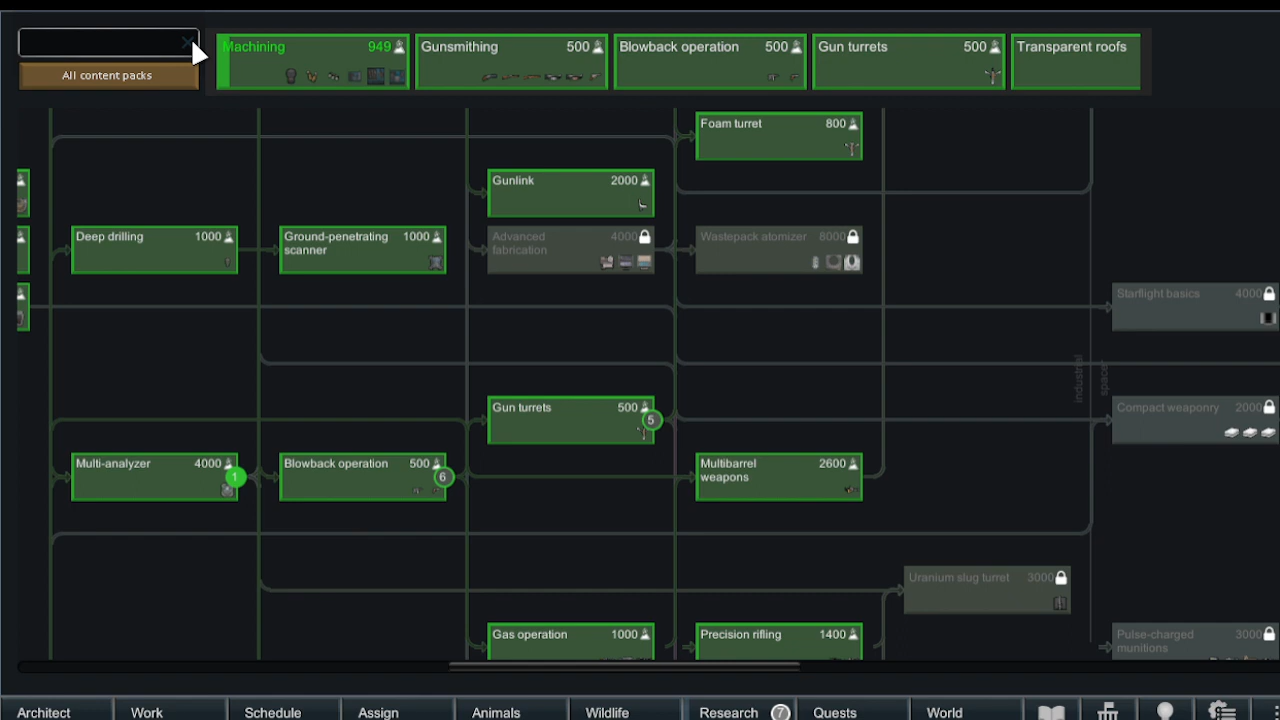 Machining 949
Gunsmithing 500
Blowback operation 500
Gun turrets 500
Transparent roofs
All content packs
Foam turret 800
Gunlink 2000
Deep drilling 1000
Ground-penetrating 1000
scanner
Advanced 4000
fabrication
Wastepack atomizer 8000
Starflight basics 4000
industrial
spacer
Gun turrets 500
5
Compact weaponry 2000
Multi-analyzer 4000
1
Blowback operation 500
6
Multibarrel 2600
weapons
Uranium slug turret 3000
Gas operation 1000
Precision rifling 1400
Pulse-charged 3000
munitions
Architect
Work
Schedule
Assign
Animals
Wildlife
Research 7
Quests
World